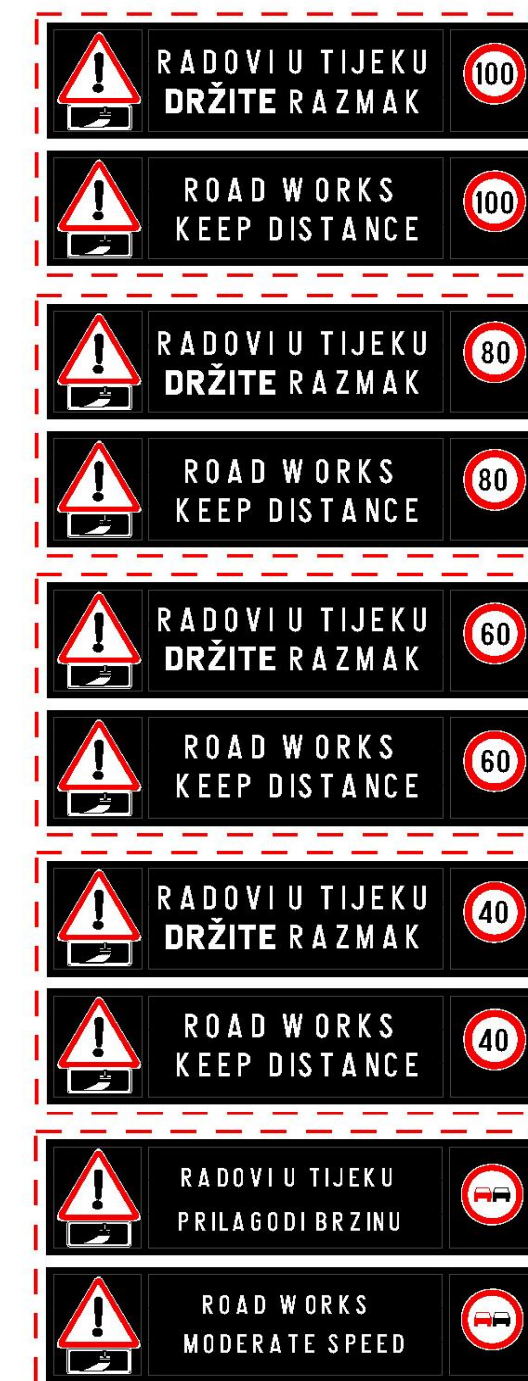 RADOVI U TIJEKU
DRŽITE RAZMAK
100
ROAD WORKS
KEEP DISTANCE
100
RADOVI U TIJEKU
DRŽITE RAZMAK
80
ROAD WORKS
KEEP DISTANCE
80
RADOVI U TIJEKU
DRŽITE RAZMAK
60
ROAD WORKS
KEEP DISTANCE
60
RADOVI U TIJEKU
DRŽITE RAZMAK
40
ROAD WORKS
KEEP DISTANCE
40
RADOVI U TIJEKU
PRILAGODI BRZINU
ROAD WORKS
MODERATE SPEED